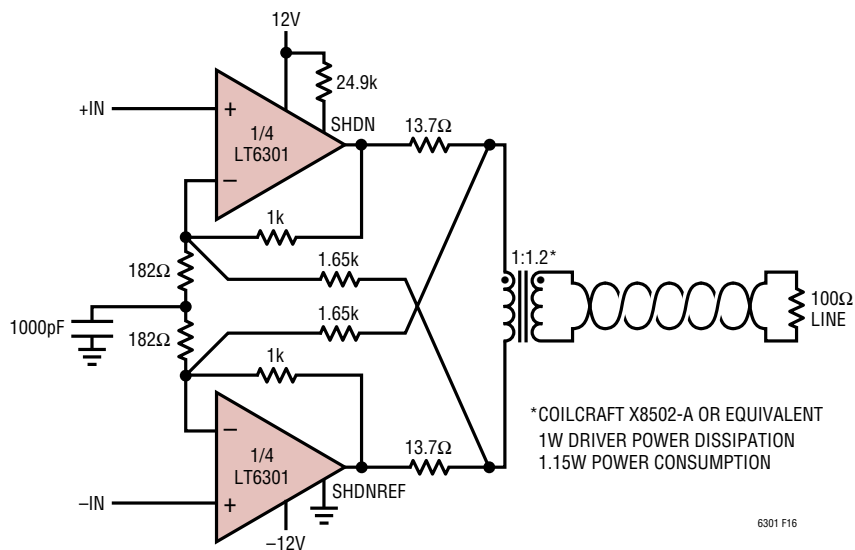 12V
24.9k
+IN
+
1/4
LT6301
–
SHDN
13.7Ω
1k
182Ω
1.65k
1:1.2*
1000pF
182Ω
1.65k
100Ω
LINE
1k
–
1/4
LT6301
+
13.7Ω
–IN
SHDNREF
–12V
*COILCRAFT X8502-A OR EQUIVALENT
1W DRIVER POWER DISSIPATION
1.15W POWER CONSUMPTION
6301 F16